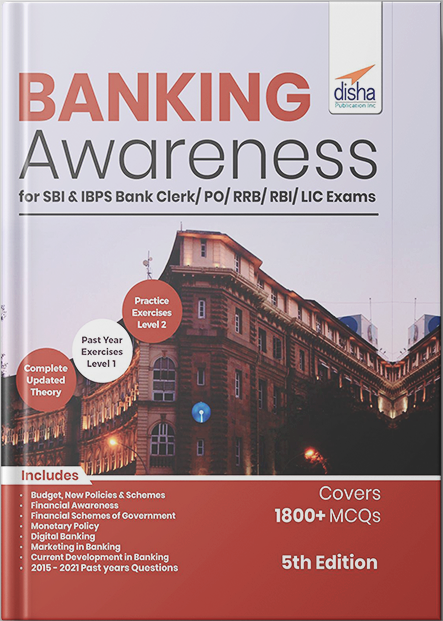 disha
Publication Inc
BANKING
Awareness
for SBI & IBPS Bank Clerk/ PO/ RRB/ RBI/ LIC Exams
Practice
Exercises
Level 2
Past Year
Exercises
Level 1
Complete
Updated
Theory
Includes
• Budget, New Policies & Schemes
• Financial Awareness
• Financial Schemes of Government
• Monetary Policy
• Digital Banking
• Marketing in Banking
• Current Development in Banking
• 2015 - 2021 Past years Questions
Covers
1800+ MCQs
5th Edition